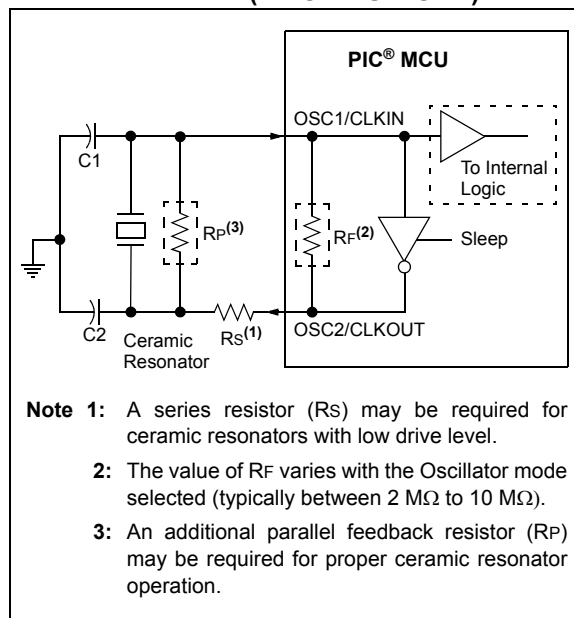 PIC® MCU
OSC1/CLKIN
C1
To Internal
Logic
RP(3)
RF(2)
Sleep
C2
Ceramic
Resonator
RS(1)
OSC2/CLKOUT
Note 1: A series resistor (RS) may be required for
ceramic resonators with low drive level.
2: The value of RF varies with the Oscillator mode
selected (typically between 2 MΩ to 10 MΩ).
3: An additional parallel feedback resistor (RP)
may be required for proper ceramic resonator
operation.